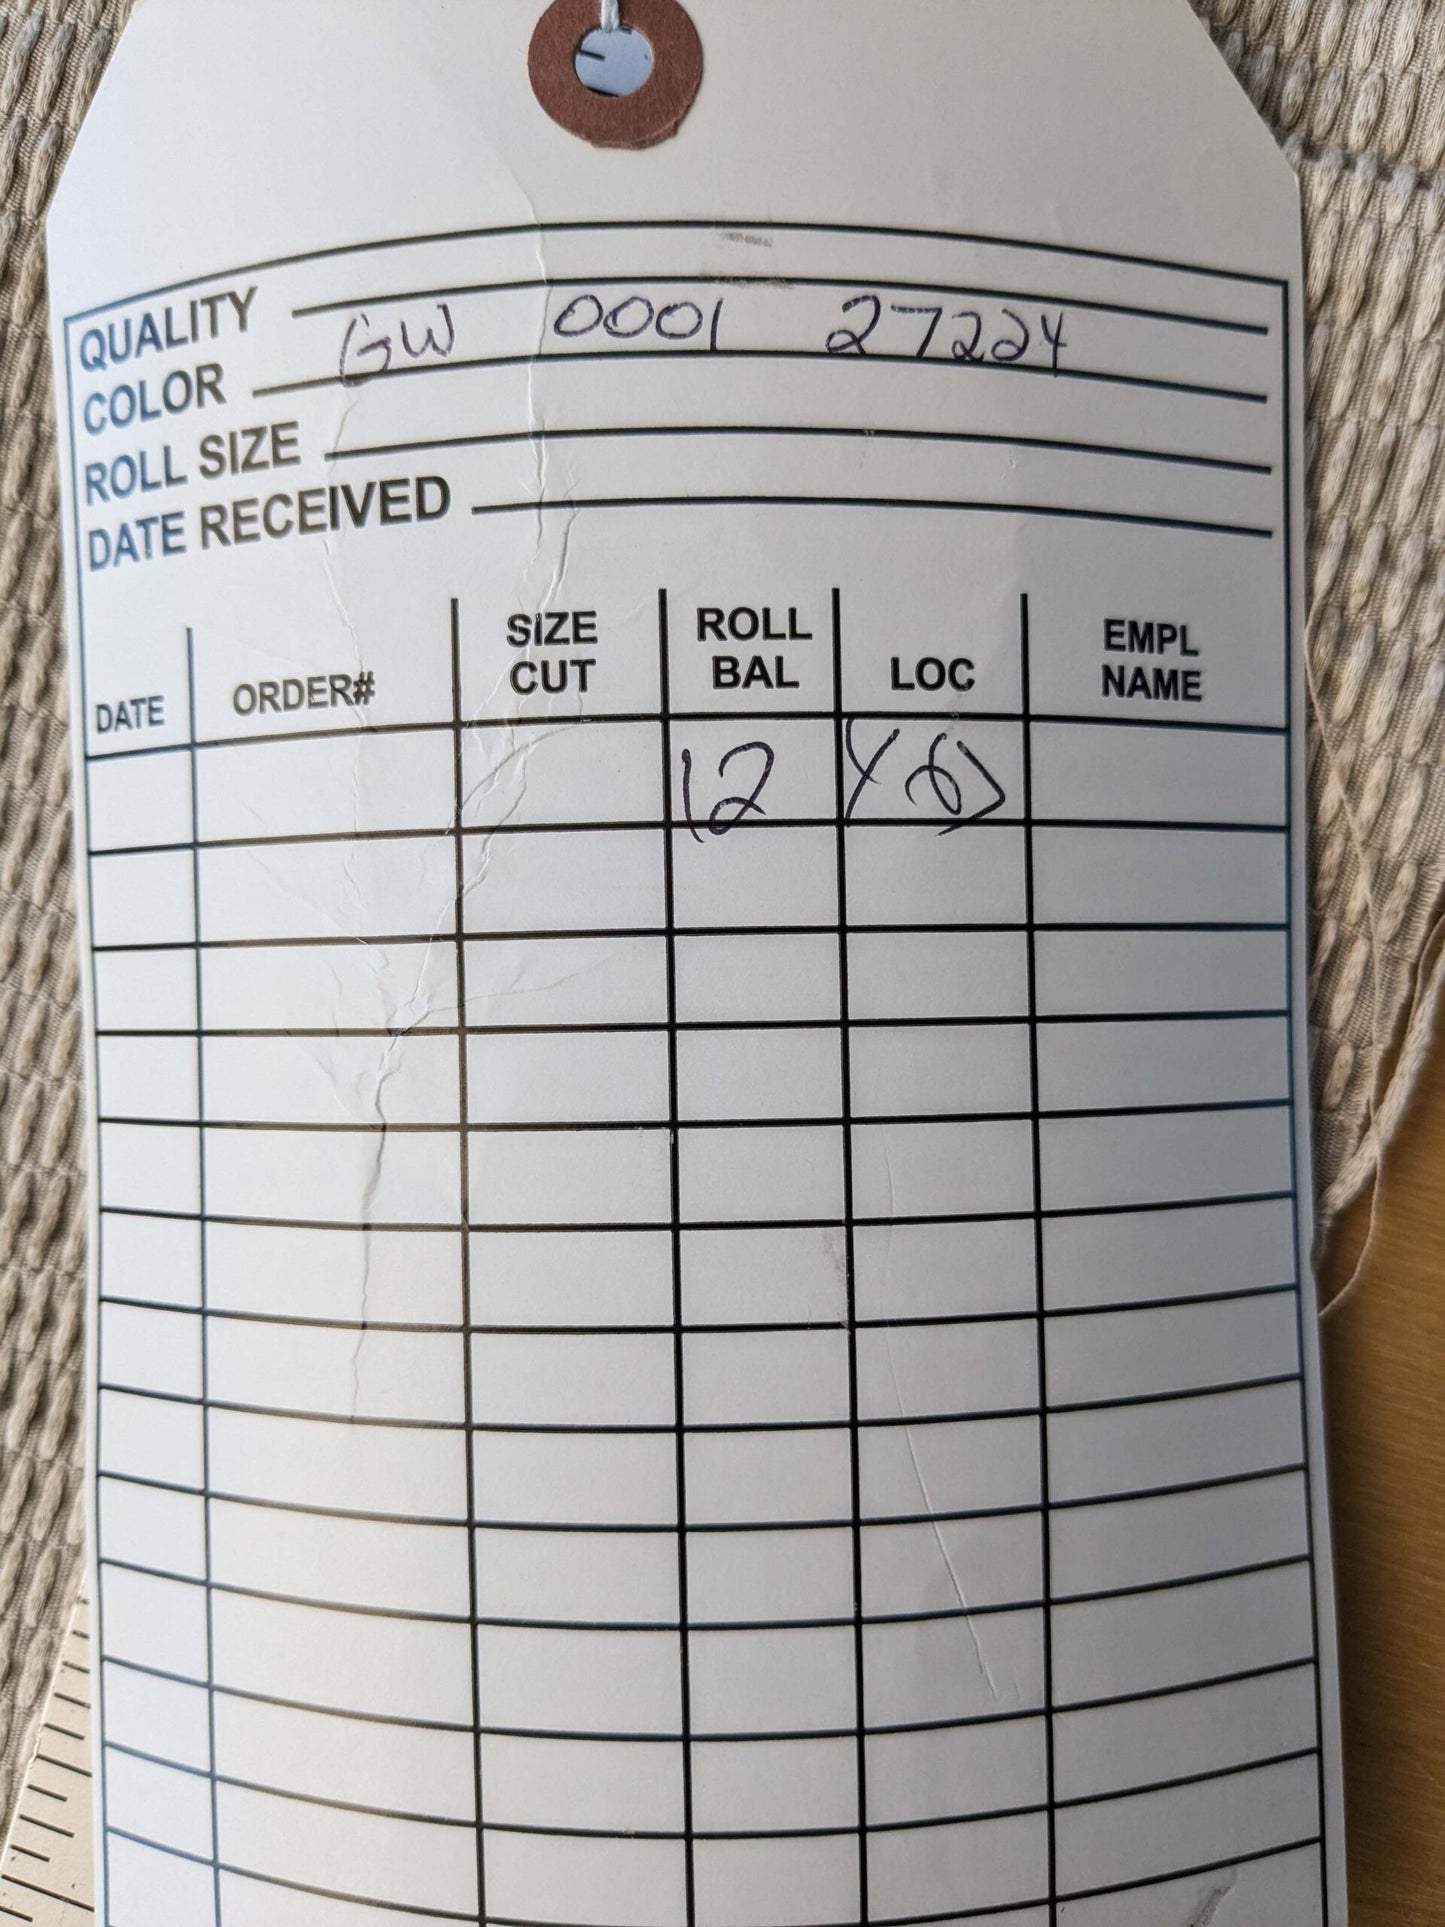 QUALITY
GW 0001 27224
COLOR
ROLL SIZE
DATE RECEIVED
DATE ORDER# SIZE CUT ROLL BAL LOC EMPL NAME
12